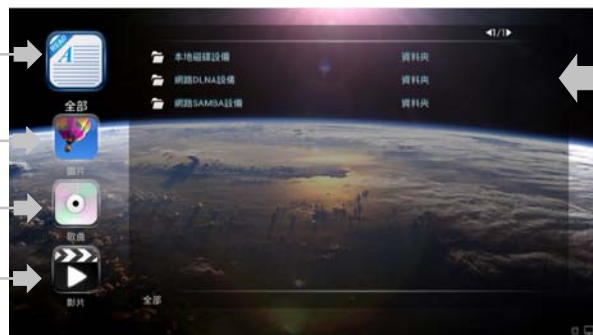 ◀1/1▶
READ
A
全部
圖片
歌曲
影片
本地磁碟設備 資料夾
網路DLNA設備 資料夾
網路SAMBA設備 資料夾
全部